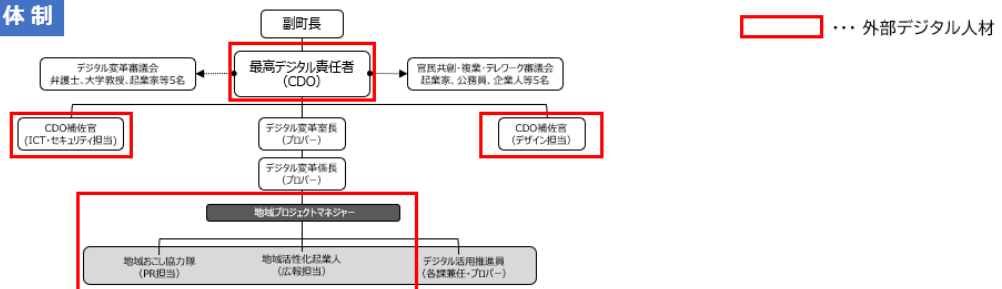 体制
副町長
･･･ 外部デジタル人材
デジタル変革審議会
弁護士、大学教授、起業家等5名
最高デジタル責任者
(CDO)
官民共創・複業・テレワーク審議会
起業家、公務員、企業人等5名
CDO補佐官
(ICT・セキュリティ担当)
デジタル変革室長
(プロパー)
CDO補佐官
(デザイン担当)
デジタル変革係長
(プロパー)
地域プロジェクトマネジャー
地域おこし協力隊
(PR担当)
地域活性化起業人
(広報担当)
デジタル活用推進員
(各課兼任・プロパー)